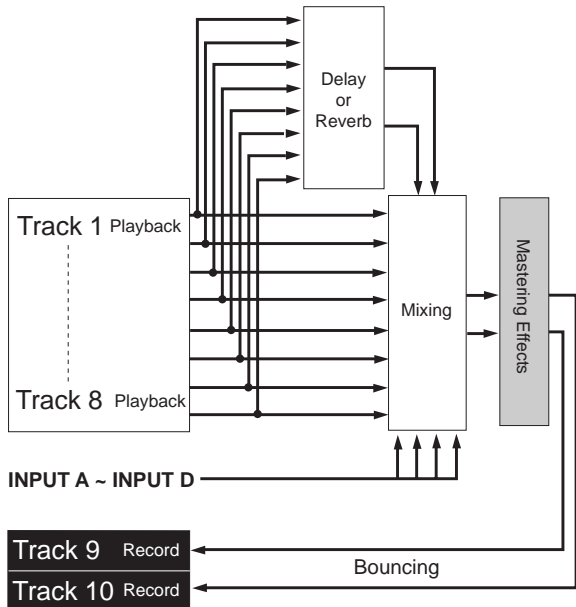 Delay
or
Reverb
Track 1 Playback
Track 8 Playback
Mixing
Mastering Effects
INPUT A ~ INPUT D
Track 9 Record
Bouncing
Track 10 Record